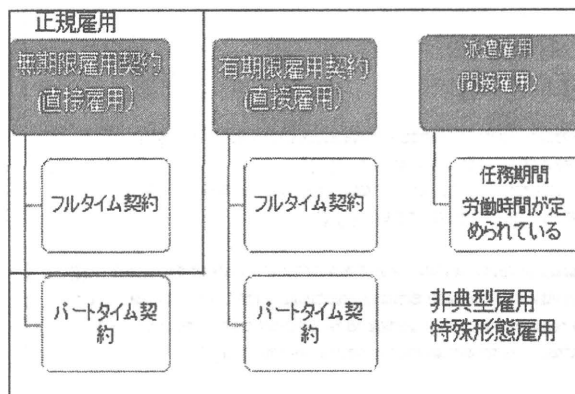 正規雇用
無期限雇用契約
(直接雇用)
フルタイム契約
パートタイム契
約
有期限雇用契約
(直接雇用)
フルタイム契約
パートタイム契
約
派遣雇用
(間接雇用)
任務期間
労働時間が定
められている
非典型雇用
特殊形態雇用